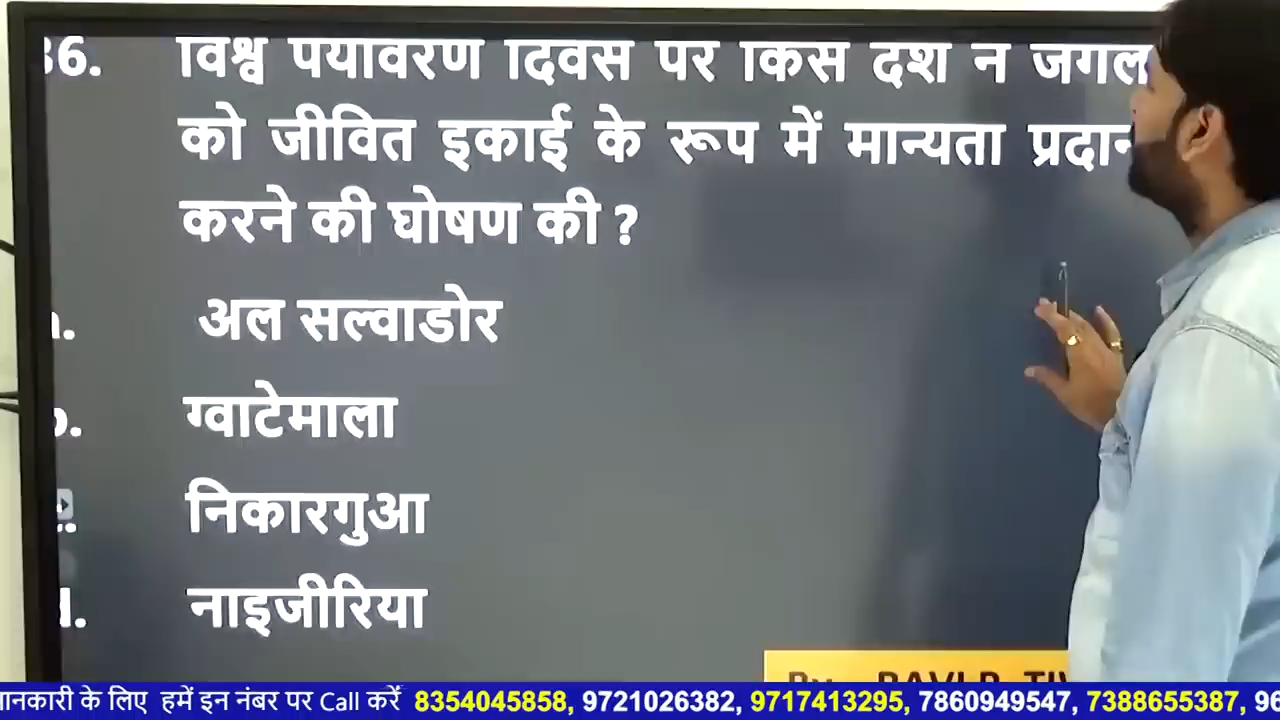 36. विश्व पर्यावरण दिवस पर किस देश ने जंगल
को जीवित इकाई के रूप में मान्यता प्रदान
करने की घोषण की ?
अल सल्वाडोर
b. ग्वाटेमाला
निकारगुआ
d. नाइजीरिया
By
जानकारी के लिए हमें इन नंबर पर Call करें 8354045858, 9721026382, 9717413295, 7860949547, 7388655387,